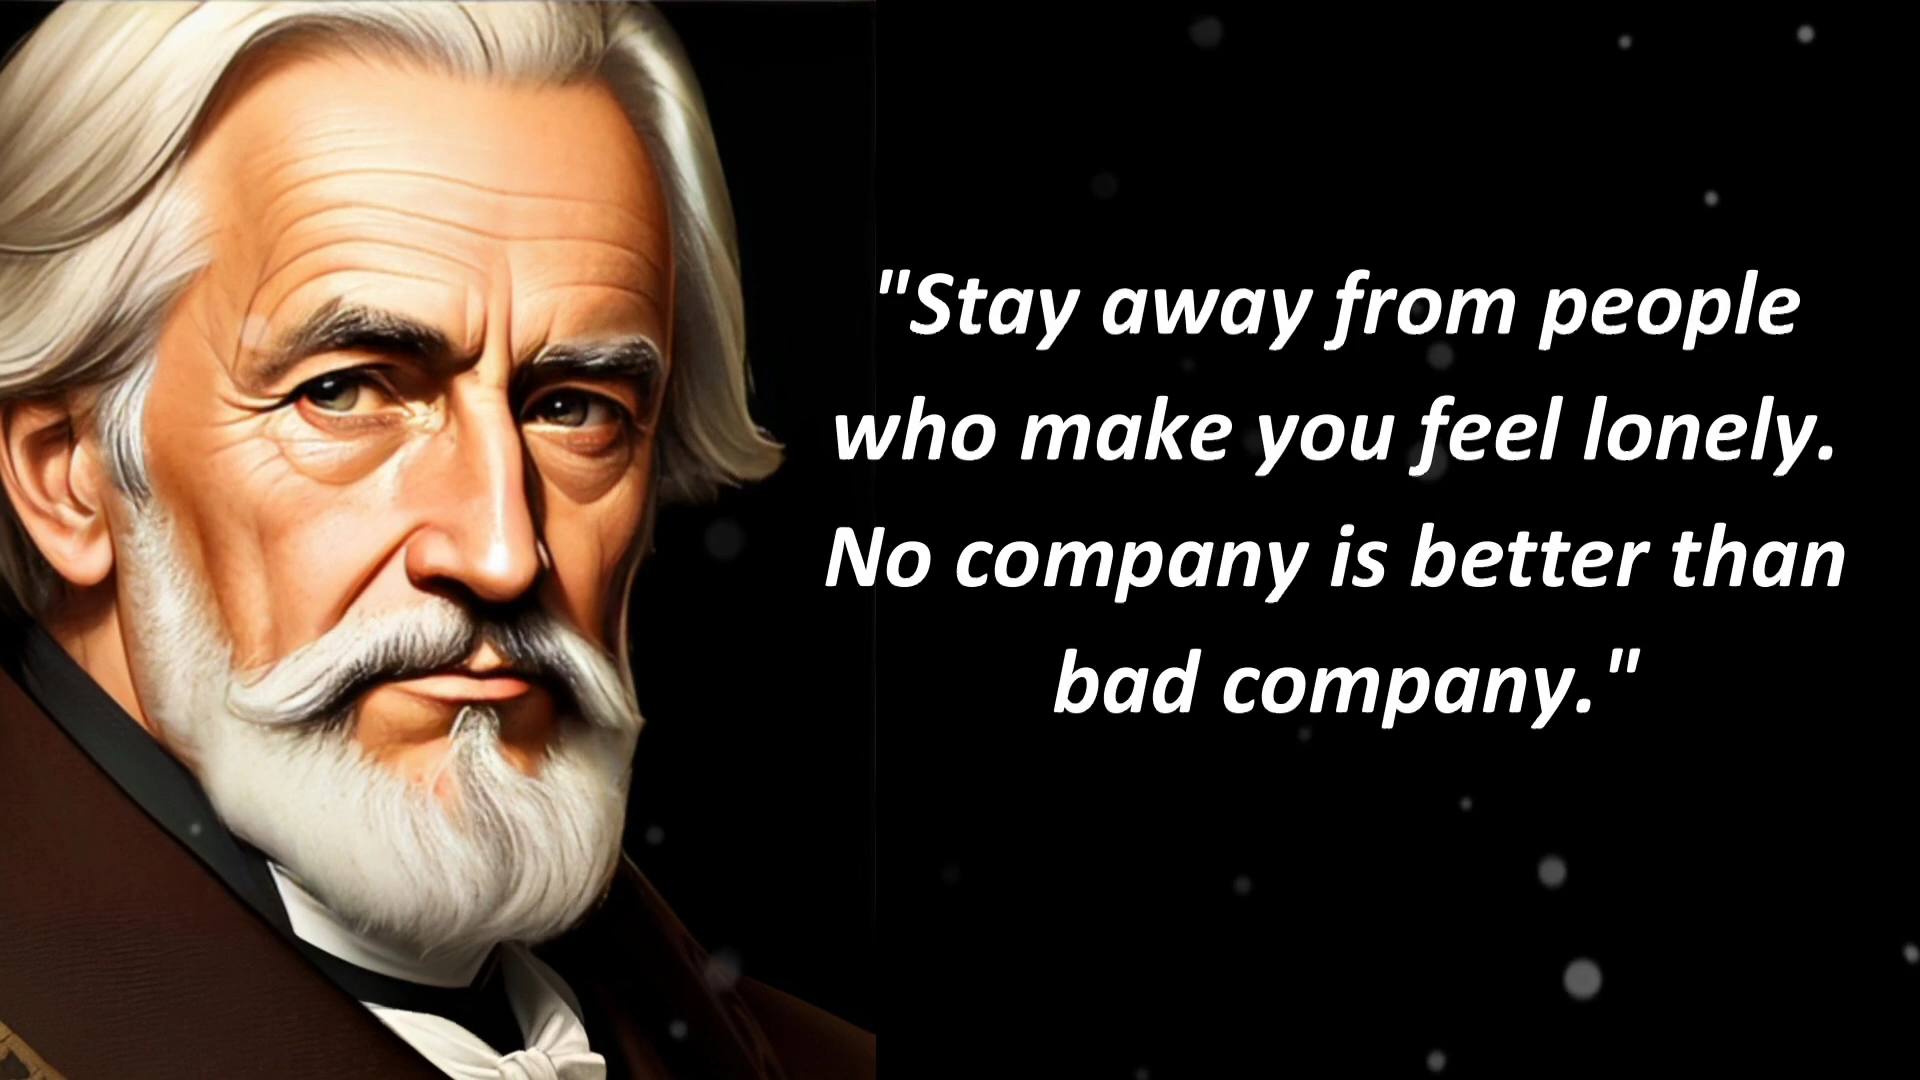 "Stay away from people
who make you feel lonely.
No company is better than
bad company."